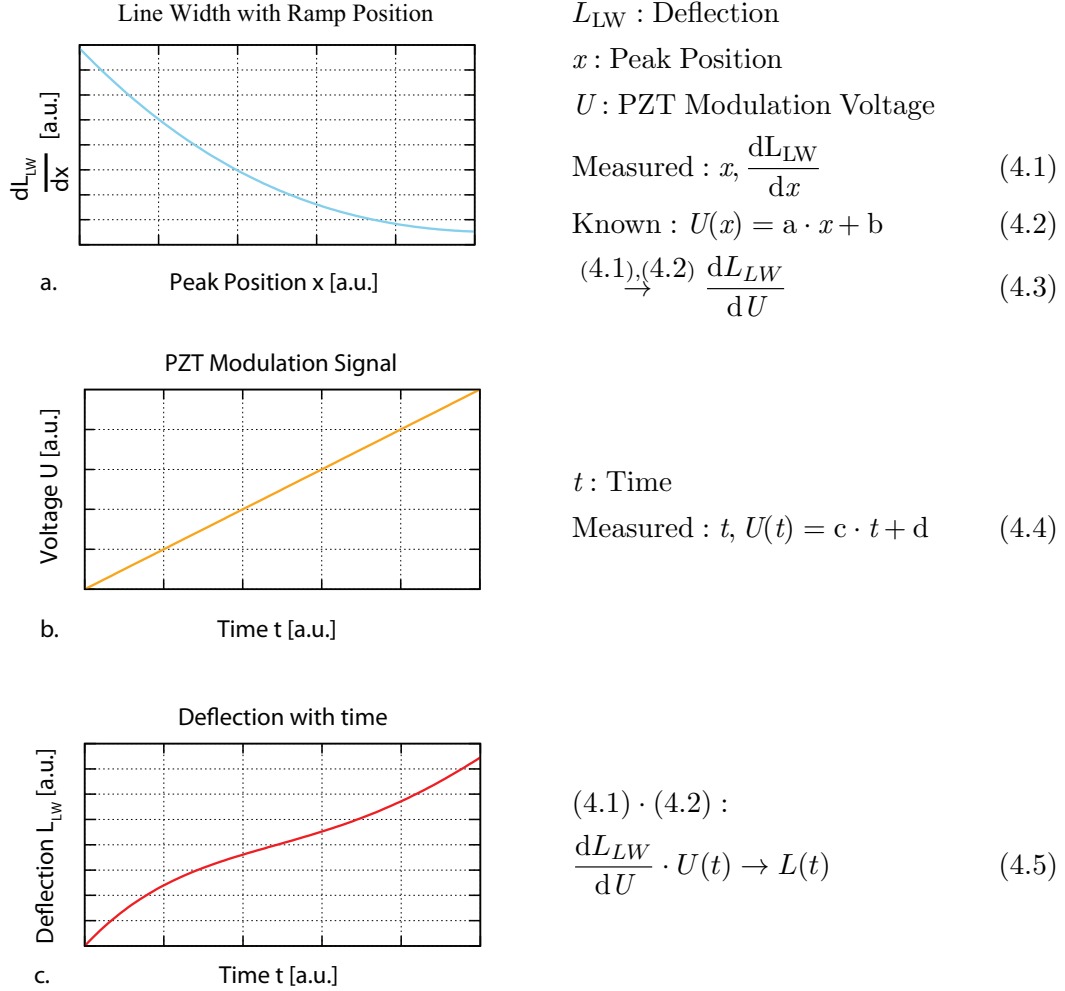 Line Width with Ramp Position
dL_LW/dx [a.u.]
a.
Peak Position x [a.u.]
L_LW : Deflection
x : Peak Position
U : PZT Modulation Voltage
Measured : x, dL_LW/dx (4.1)
Known : U(x) = a · x + b (4.2)
(4.1),(4.2) → dL_LW/dU (4.3)
PZT Modulation Signal
Voltage U [a.u.]
b.
Time t [a.u.]
t : Time
Measured : t, U(t) = c · t + d (4.4)
Deflection with time
Deflection L_LW [a.u.]
c.
Time t [a.u.]
(4.1) · (4.2) :
dL_LW/dU · U(t) → L(t) (4.5)